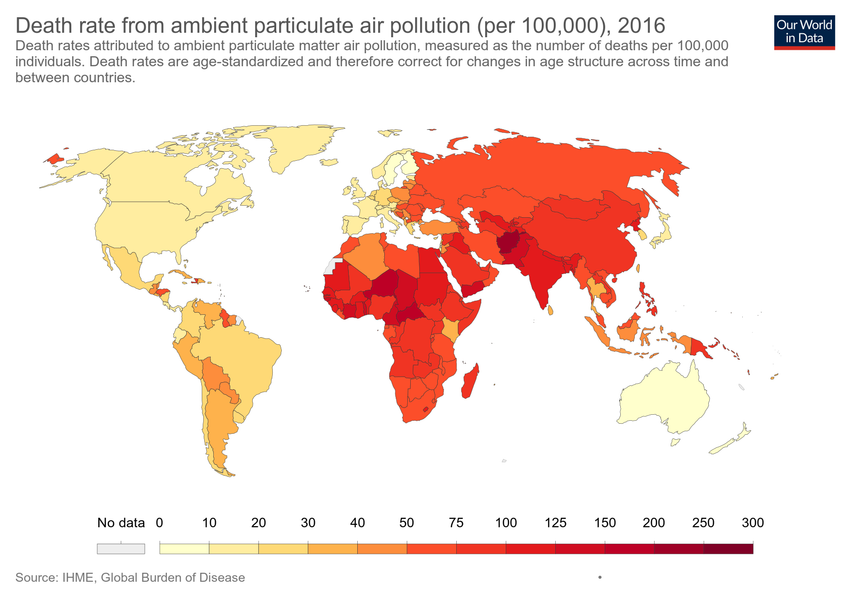 Death rate from ambient particulate air pollution (per 100,000), 2016
Our World
in Data
Death rates attributed to ambient particulate matter air pollution, measured as the number of deaths per 100,000
individuals. Death rates are age-standardized and therefore correct for changes in age structure across time and
between countries.
No data 0 10 20 30 40 50 75 100 125 150 200 250 300
Source: IHME, Global Burden of Disease